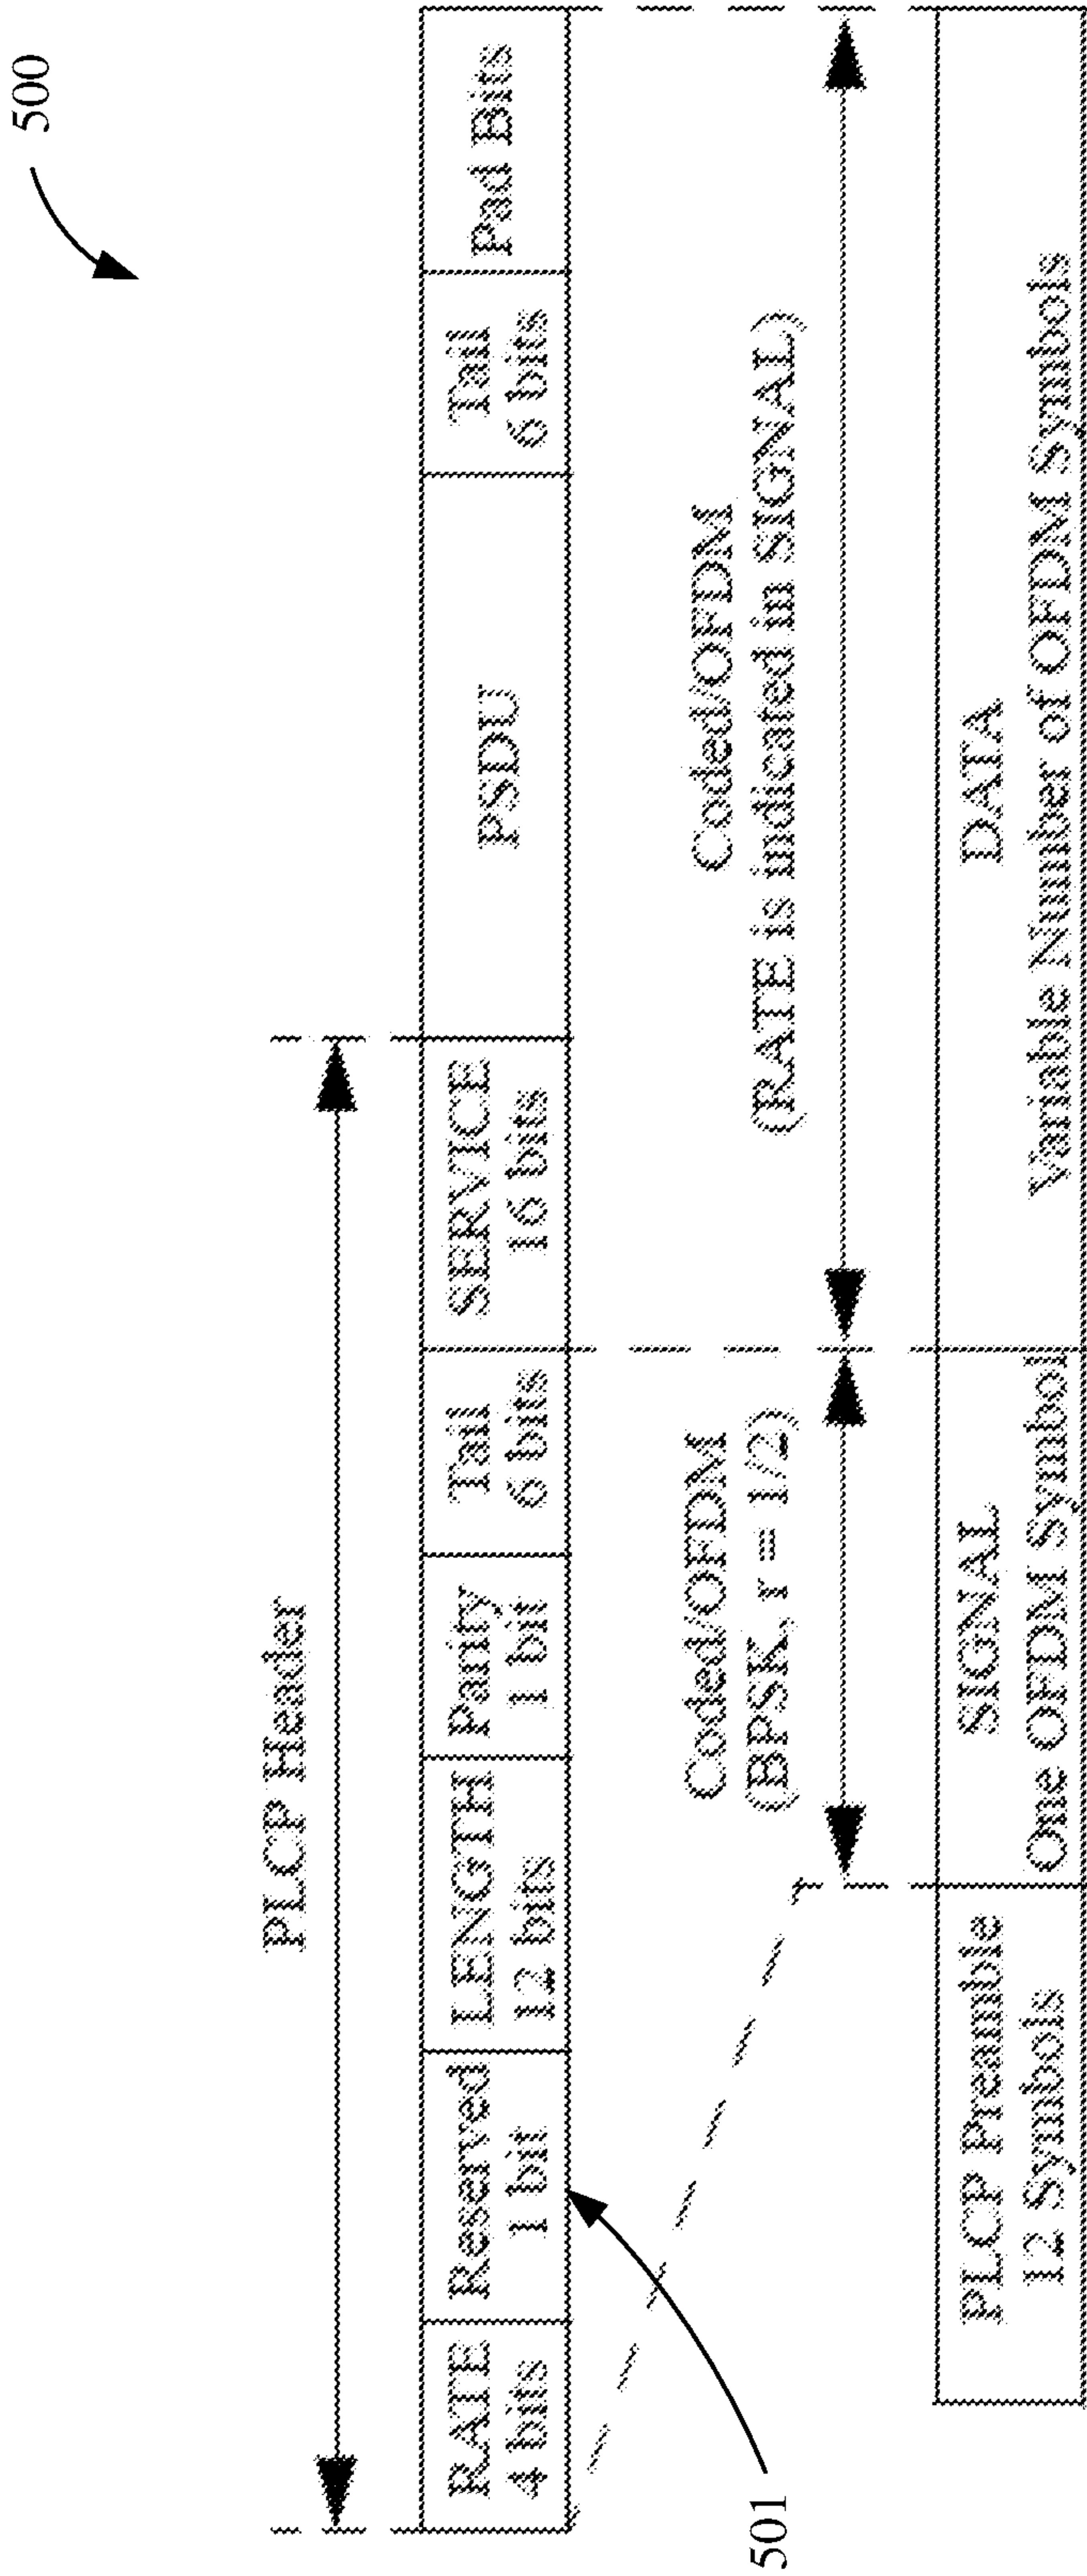 500
PLCP Header
RATE
4 bits
Reserved
1 bit
LENGTH
12 bits
Parity
1 bit
Tail
6 bits
SERVICE
16 bits
PSDU
Tail
6 bits
Pad Bits
501
Coded/OFDM
(BPSK, r = 1/2)
Coded/OFDM
(RATE is indicated in SIGNAL)
PLCP Preamble
12 Symbols
SIGNAL
One OFDM Symbol
DATA
Variable Number of OFDM Symbols